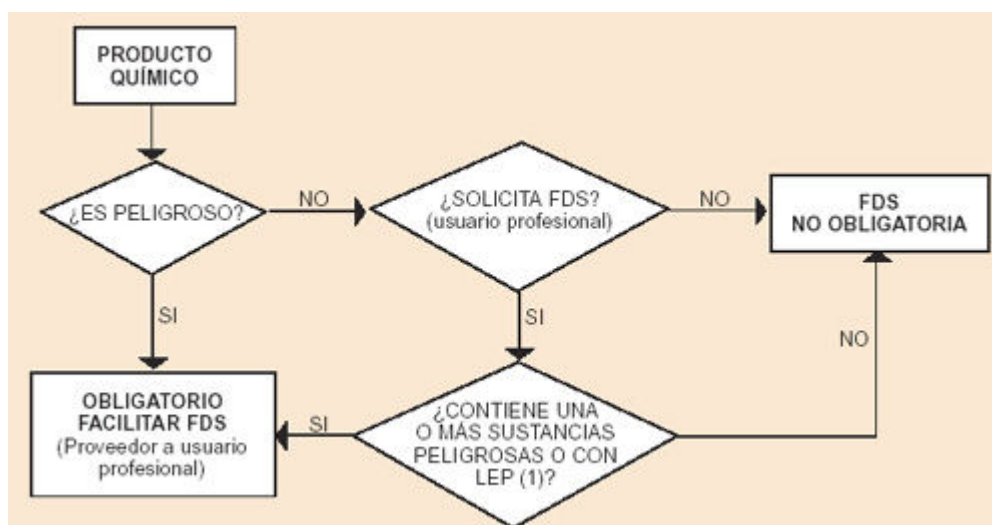 PRODUCTO
QUÍMICO
¿ES PELIGROSO?
NO
¿SOLICITA FDS?
(usuario profesional)
NO
FDS
NO OBLIGATORIA
SI
SI
NO
OBLIGATORIO
FACILITAR FDS
(Proveedor a usuario
profesional)
SI
¿CONTIENE UNA
O MÁS SUSTANCIAS
PELIGROSAS O CON
LEP (1)?